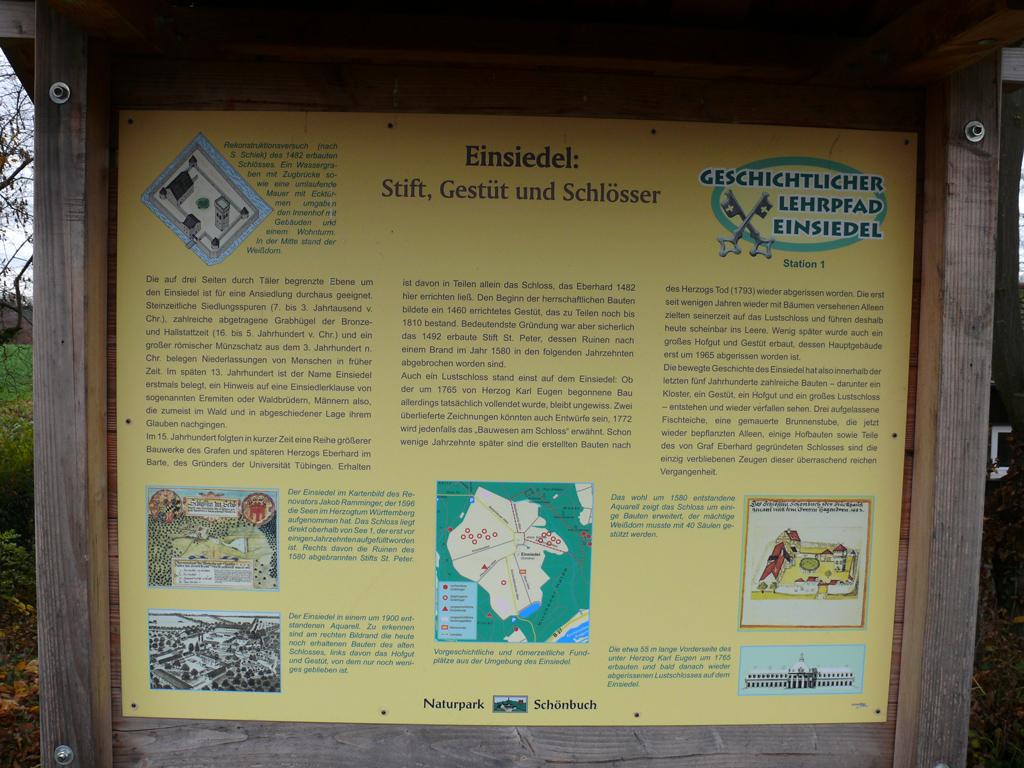 Rekonstruktionsversuch (nach
S. Schiek) des 1482 erbauten
Schlösses. Ein Wassergra-
ben mit Zugbrücke so-
wie eine umlaufende
Mauer mit Ecktür-
men umgaben
den Innenhof mit
Gebäuden und
einem Wohnturm.
In der Mitte stand der
Weißdorn.
Einsiedel:
Stift, Gestüt und Schlösser
GESCHICHTLICHER
LEHRPFAD
EINSIEDEL
Station 1
Die auf drei Seiten durch Täler begrenzte Ebene um
den Einsiedel ist für eine Ansiedlung durchaus geeignet.
Steinzeitliche Siedlungsspuren (7. bis 3. Jahrtausend v.
Chr.), zahlreiche abgetragene Grabhügel der Bronze-
und Hallstattzeit (16. bis 5. Jahrhundert v. Chr.) und ein
großer römischer Münzschatz aus dem 3. Jahrhundert n.
Chr. belegen Niederlassungen von Menschen in früher
Zeit. Im späten 13. Jahrhundert ist der Name Einsiedel
erstmals belegt, ein Hinweis auf eine Einsiedlerklause von
sogenannten Eremiten oder Waldbrüdern, Männern also,
die zumeist im Wald und in abgeschiedener Lage ihrem
Glauben nachgingen.
Im 15. Jahrhundert folgten in kurzer Zeit eine Reihe größerer
Bauwerke des Grafen und späteren Herzogs Eberhard im
Barte, des Gründers der Universität Tübingen. Erhalten
ist davon in Teilen allein das Schloss, das Eberhard 1482
hier errichten ließ. Den Beginn der herrschaftlichen Bauten
bildete ein 1460 errichtetes Gestüt, das zu Teilen noch bis
1810 bestand. Bedeutendste Gründung war aber sicherlich
das 1492 erbaute Stift St. Peter, dessen Ruinen nach
einem Brand im Jahr 1580 in den folgenden Jahrzehnten
abgebrochen worden sind.
Auch ein Lustschloss stand einst auf dem Einsiedel: Ob
der um 1765 von Herzog Karl Eugen begonnene Bau
allerdings tatsächlich vollendet wurde, bleibt ungewiss. Zwei
überlieferte Zeichnungen könnten auch Entwürfe sein, 1772
wird jedenfalls das „Bauwesen am Schloss“ erwähnt. Schon
wenige Jahrzehnte später sind die erstellten Bauten nach
des Herzogs Tod (1793) wieder abgerissen worden. Die erst
seit wenigen Jahren wieder mit Bäumen versehenen Alleen
zielten seinerzeit auf das Lustschloss und führen deshalb
heute scheinbar ins Leere. Wenig später wurde auch ein
großes Hofgut und Gestüt erbaut, dessen Hauptgebäude
erst um 1965 abgerissen worden ist.
Die bewegte Geschichte des Einsiedel hat also innerhalb der
letzten fünf Jahrhunderte zahlreiche Bauten – darunter ein
Kloster, ein Gestüt, ein Hofgut und ein großes Lustschloss
– entstehen und wieder verfallen sehen. Drei aufgelassene
Fischteiche, eine gemauerte Brunnenstube, die jetzt
wieder bepflanzten Alleen, einige Hofbauten sowie Teile
des von Graf Eberhard gegründeten Schlosses sind die
einzig verbliebenen Zeugen dieser überraschend reichen
Vergangenheit.
Der Einsiedel im Kartenbild des Re-
novators Jakob Ramminger, der 1596
die Seen im Herzogtum Württemberg
aufgenommen hat. Das Schloss liegt
direkt oberhalb von See 1, der erst vor
einigen Jahrzehnten aufgefüllt worden
ist. Rechts davon die Ruinen des
1580 abgebrannten Stifts St. Peter.
Der Einsiedel in einem um 1900 ent-
standenen Aquarell. Zu erkennen
sind am rechten Bildrand die heute
noch erhaltenen Bauten des alten
Schlosses, links davon das Hofgut
und Gestüt, von dem nur noch weni-
ges geblieben ist.
Einsiedel
Vorgeschichtliche und römerzeitliche Fund-
plätze aus der Umgebung des Einsiedel.
Das wohl um 1580 entstandene
Aquarell zeigt das Schloss um eini-
ge Bauten erweitert, der mächtige
Weißdorn musste mit 40 Säulen ge-
stützt werden.
Die etwa 55 m lange Vorderseite des
unter Herzog Karl Eugen um 1765
erbauten und bald danach wieder
abgerissenen Lustschlosses auf dem
Einsiedel.
Naturpark Schönbuch